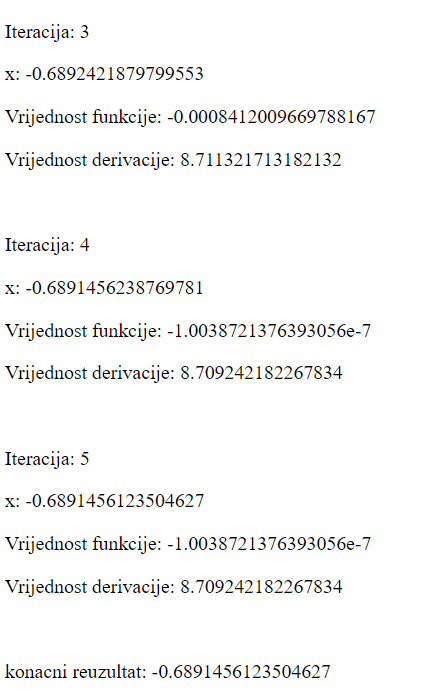 Iteracija: 3
x: -0.6892421879799553
Vrijednost funkcije: -0.0008412009669788167
Vrijednost derivacije: 8.711321713182132
Iteracija: 4
x: -0.6891456238769781
Vrijednost funkcije: -1.0038721376393056e-7
Vrijednost derivacije: 8.709242182267834
Iteracija: 5
x: -0.6891456123504627
Vrijednost funkcije: -1.0038721376393056e-7
Vrijednost derivacije: 8.709242182267834
konacni reuzultat: -0.6891456123504627